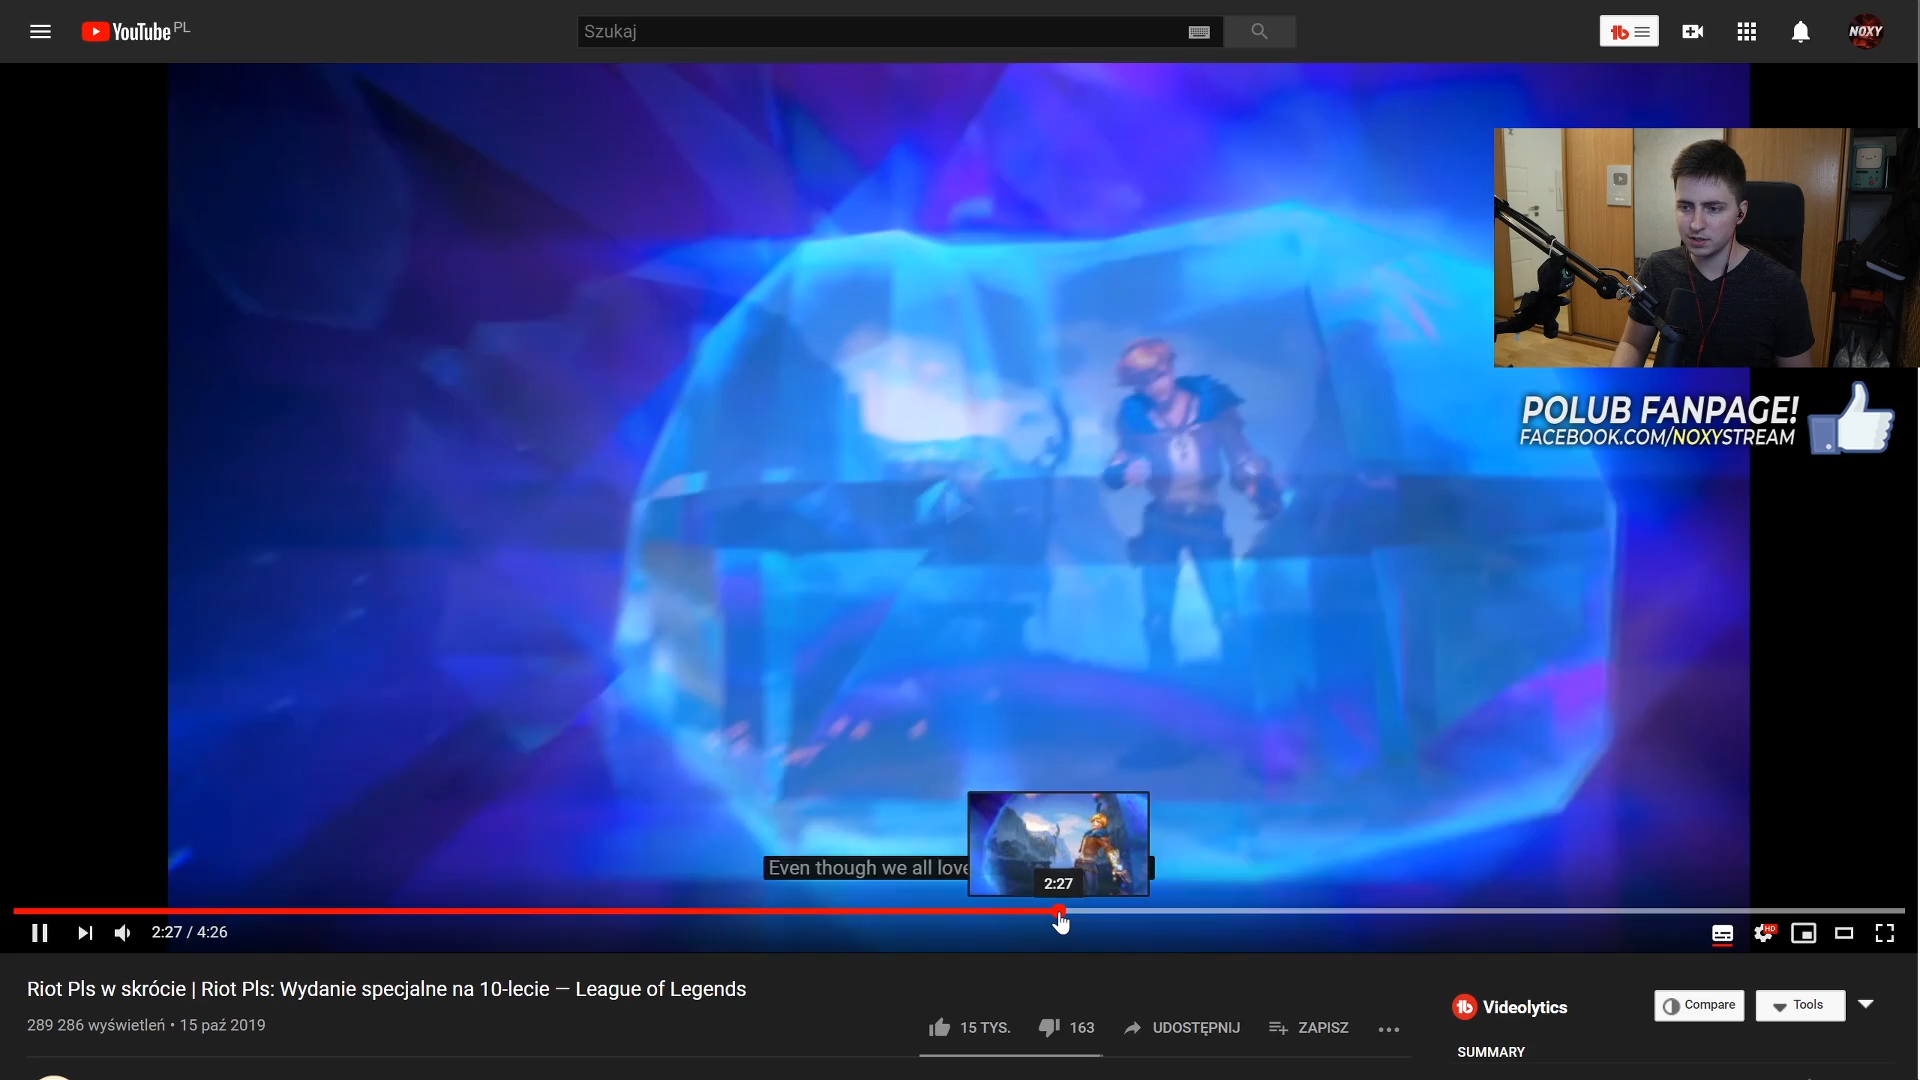 YouTube PL
Szukaj
NOXY
POLUB FANPAGE!
FACEBOOK.COM/NOXYSTREAM
Even though we all love
2:27
2:27 / 4:26
HD
Riot Pls w skrócie | Riot Pls: Wydanie specjalne na 10-lecie — League of Legends
289 286 wyświetleń • 15 paź 2019
15 TYS.
163
UDOSTĘPNIJ
ZAPISZ
Videolytics
Compare
Tools
SUMMARY